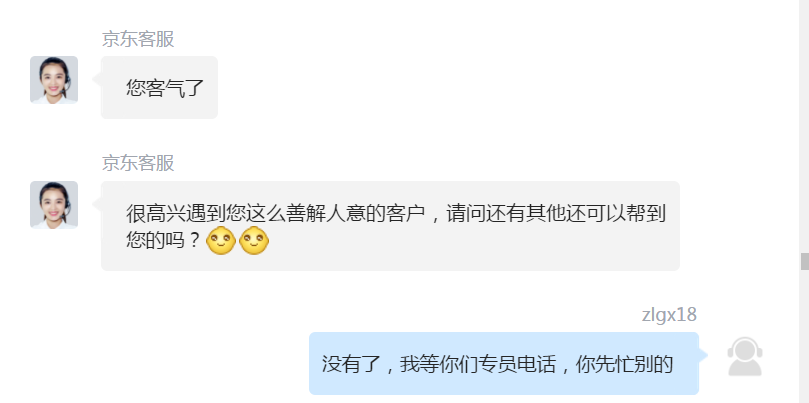 京东客服
您客气了
京东客服
很高兴遇到您这么善解人意的客户，请问还有其他还可以帮到
您的吗？
zlgx18
没有了，我等你们专员电话，你先忙别的